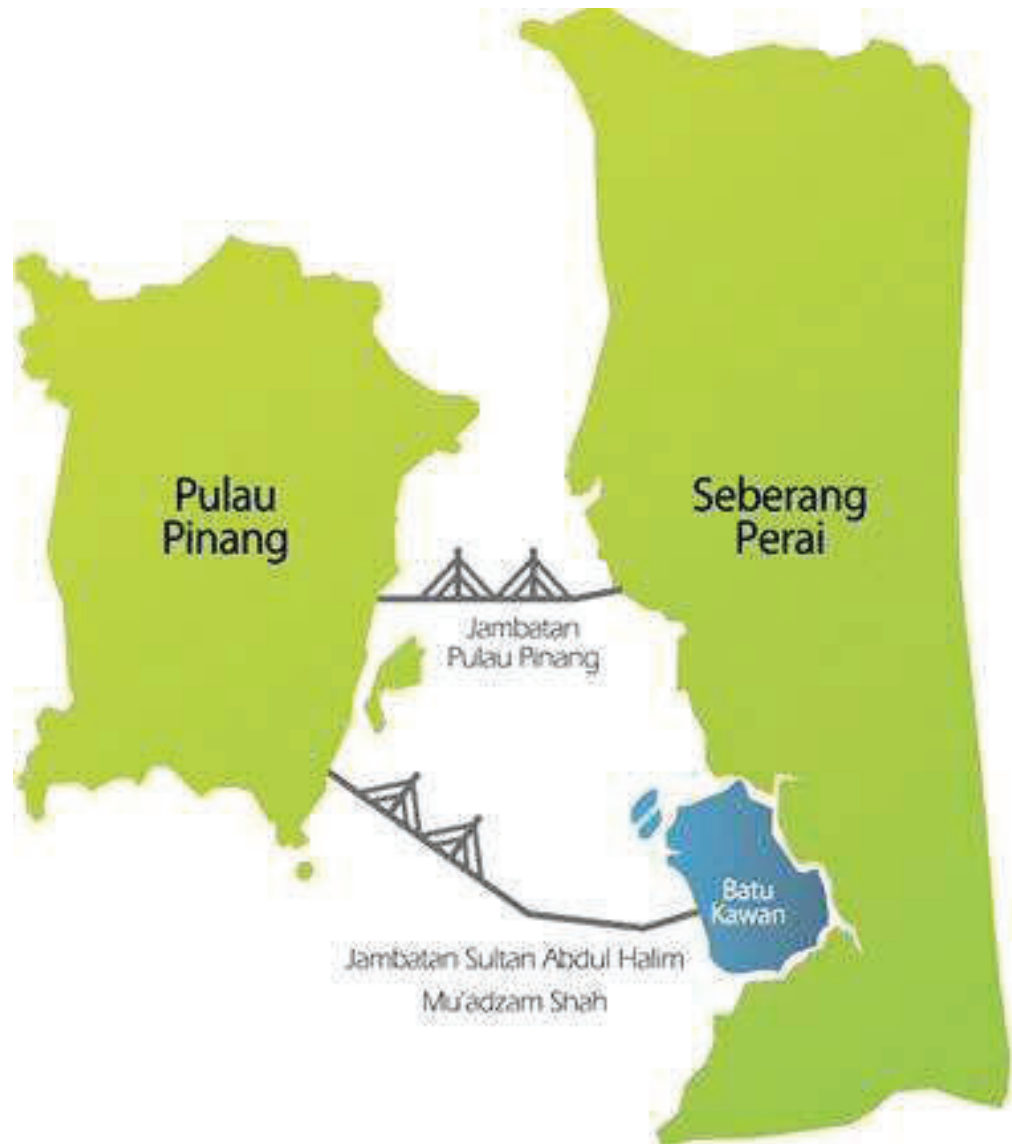 Pulau
Pinang
Seberang
Perai
Jambatan
Pulau Pinang
Batu
Kawan
Jambatan Sultan Abdul Halim
Mu'adzam Shah